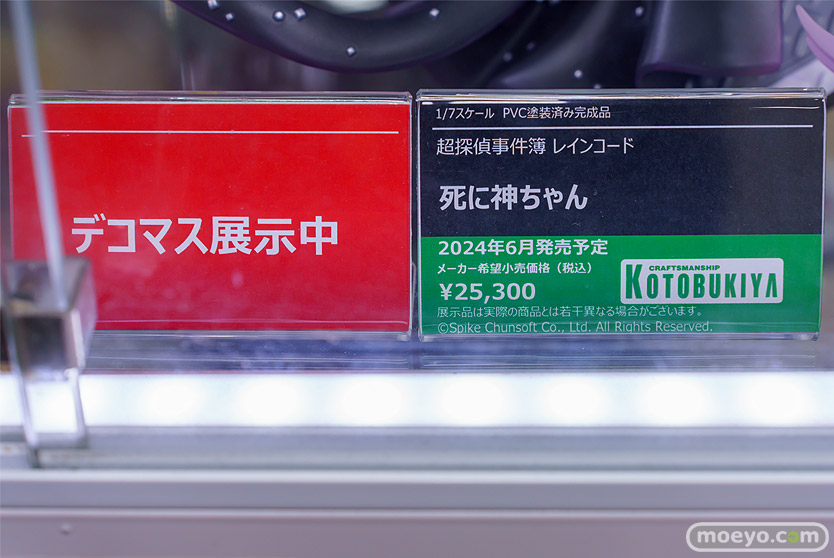 デコマス展示中
1/7スケール PVC塗装済み完成品
超探偵事件簿 レインコード
死に神ちゃん
2024年6月発売予定
メーカー希望小売価格（税込）
¥25,300
CRAFTSMANSHIP
KOTOBUKIYA
展示品は実際の商品とは若干異なる場合がございます。
©Spike Chunsoft Co., Ltd. All Rights Reserved.
moeyo.com